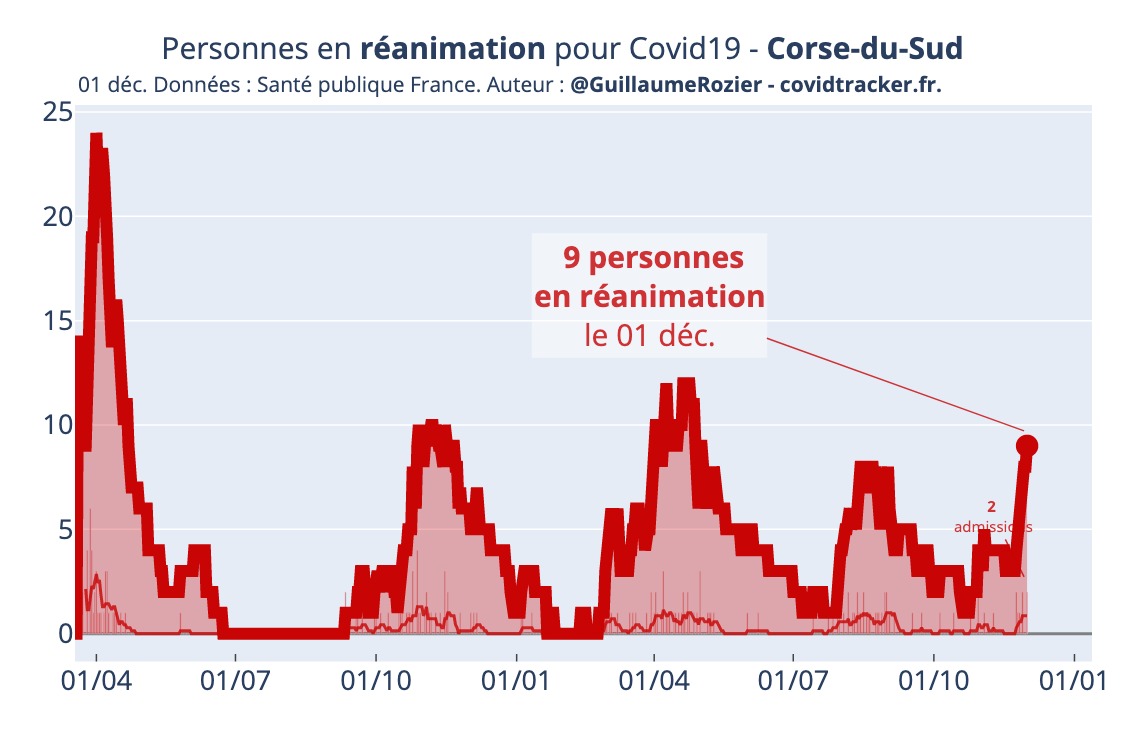 Personnes en réanimation pour Covid19 - Corse-du-Sud
01 déc. Données : Santé publique France. Auteur : @GuillaumeRozier - covidtracker.fr.
25
20
15
10
5
0
9 personnes
en réanimation
le 01 déc.
2
admissions
01/04
01/07
01/10
01/01
01/04
01/07
01/10
01/01